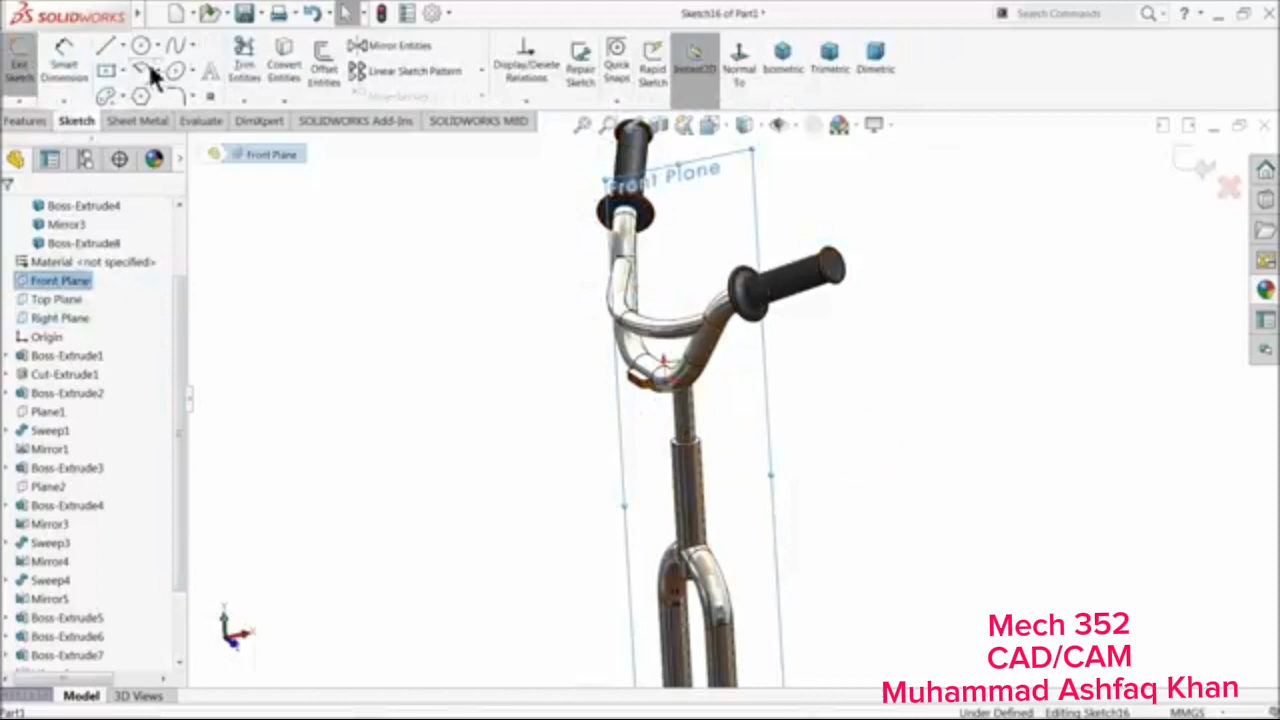 SOLIDWORKS
Sketch16 of Part1 *
Search Commands
Exit Sketch
Smart Dimension
Trim Entities
Convert Entities
Offset Entities
Mirror Entities
Linear Sketch Pattern
Display/Delete Relations
Repair Sketch
Quick Snaps
Rapid Sketch
Instant2D
Normal To
Isometric
Trimetric
Dimetric
Features
Sketch
Sheet Metal
Evaluate
DimXpert
SOLIDWORKS Add-Ins
SOLIDWORKS MBD
Front Plane
Front Plane
Boss-Extrude4
Mirror3
Boss-Extrude8
Material <not specified>
Front Plane
Top Plane
Right Plane
Origin
Boss-Extrude1
Cut-Extrude1
Boss-Extrude2
Plane1
Sweep1
Mirror1
Boss-Extrude3
Plane2
Boss-Extrude4
Mirror3
Sweep3
Mirror4
Sweep4
Mirror5
Boss-Extrude5
Boss-Extrude6
Boss-Extrude7
Mech 352
CAD/CAM
Muhammad Ashfaq Khan
Model
3D Views
Part1
Under Defined
Editing Sketch16
MMGS